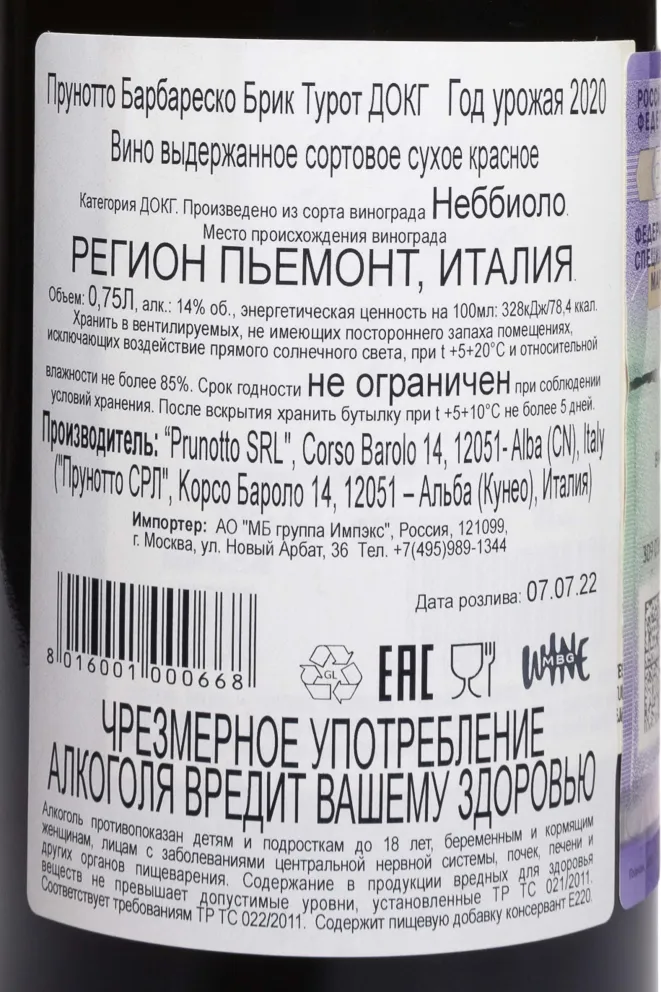 Прунотто Барбареско Брик Турот ДОКГ Год урожая 2020
Вино выдержанное сортовое сухое красное
Категория ДОКГ. Произведено из сорта винограда Неббиоло.
Место происхождения винограда
РЕГИОН ПЬЕМОНТ, ИТАЛИЯ.
Объем: 0,75Л, алк.: 14% об., энергетическая ценность на 100мл: 328кДж/78,4 ккал.
Хранить в вентилируемых, не имеющих постороннего запаха помещениях,
исключающих воздействие прямого солнечного света, при t +5+20°С и относительной
влажности не более 85%. Срок годности не ограничен при соблюдении
условий хранения. После вскрытия хранить бутылку при t +5+10°С не более 5 дней.
Производитель: "Prunotto SRL", Corso Barolo 14, 12051- Alba (CN), Italy
("Прунотто СРЛ", Корсо Бароло 14, 12051 – Альба (Кунео), Италия)
Импортер: АО "МБ группа Импэкс", Россия, 121099,
г. Москва, ул. Новый Арбат, 36 Тел. +7(495)989-1344
Дата розлива: 07.07.22
8 016001 000668
GL
EAC
WINE
MBG
ЧРЕЗМЕРНОЕ УПОТРЕБЛЕНИЕ
АЛКОГОЛЯ ВРЕДИТ ВАШЕМУ ЗДОРОВЬЮ
Алкоголь противопоказан детям и подросткам до 18 лет, беременным и кормящим
женщинам, лицам с заболеваниями центральной нервной системы, почек, печени и
других органов пищеварения. Содержание в продукции вредных для здоровья
веществ не превышает допустимые уровни, установленные ТР ТС 021/2011.
Соответствует требованиям ТР ТС 022/2011. Содержит пищевую добавку консервант Е220.